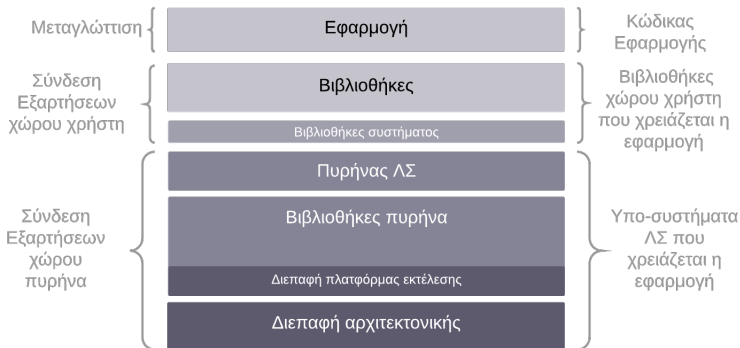 Μεταγλώττιση
Εφαρμογή
Κώδικας
Εφαρμογής
Σύνδεση
Εξαρτήσεων
χώρου χρήστη
Βιβλιοθήκες
Βιβλιοθήκες συστήματος
Βιβλιοθήκες
χώρου χρήστη
που χρειάζεται η
εφαρμογή
Σύνδεση
Εξαρτήσεων
χώρου
πυρήνα
Πυρήνας ΛΣ
Βιβλιοθήκες πυρήνα
Διεπαφή πλατφόρμας εκτέλεσης
Διεπαφή αρχιτεκτονικής
Υπο-συστήματα
ΛΣ που
χρειάζεται η
εφαρμογή